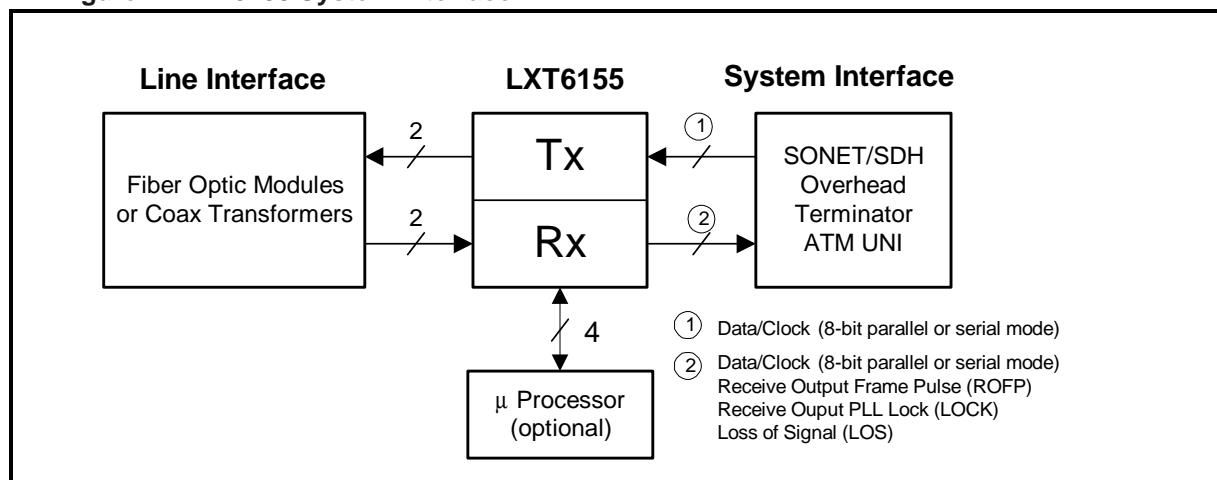 Line Interface
LXT6155
System Interface
Fiber Optic Modules
or Coax Transformers
2
2
Tx
Rx
1
2
SONET/SDH
Overhead
Terminator
ATM UNI
4
μ Processor
(optional)
1 Data/Clock (8-bit parallel or serial mode)
2 Data/Clock (8-bit parallel or serial mode)
Receive Output Frame Pulse (ROFP)
Receive Ouput PLL Lock (LOCK)
Loss of Signal (LOS)